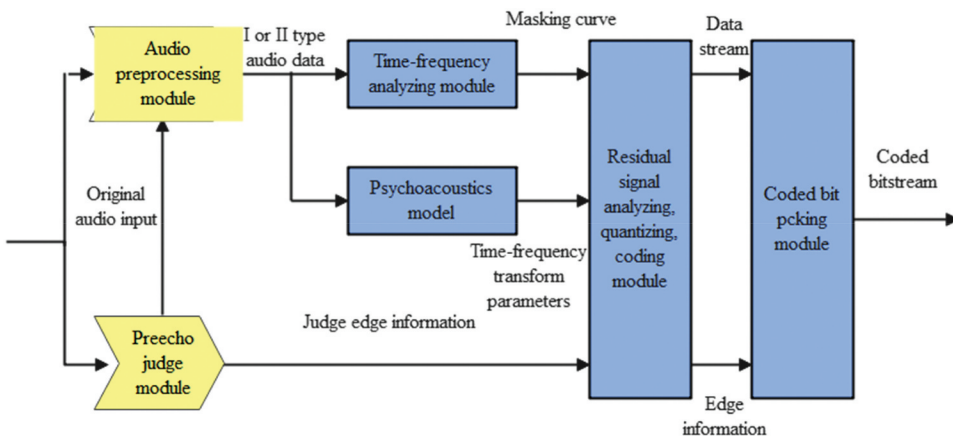 Masking curve
Data
stream
I or II type
audio data
Audio
preprocessing
module
Time-frequency
analyzing module
Original
audio input
Psychoacoustics
model
Residual
signal
analyzing,
quantizing,
coding
module
Coded bit
pcking
module
Coded
bitstream
Time-frequency
transform
parameters
Judge edge information
Preecho
judge
module
Edge
information